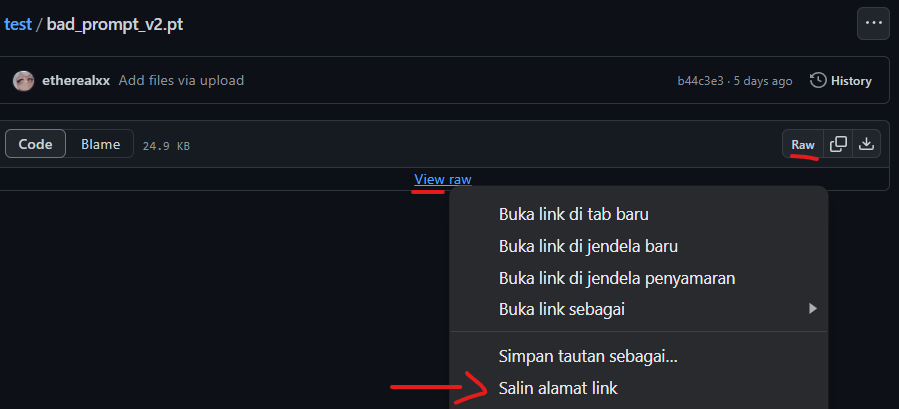 test / bad_prompt_v2.pt
etherealxx Add files via upload b44c3e3 · 5 days ago History
Code Blame 24.9 KB Raw
View raw
Buka link di tab baru
Buka link di jendela baru
Buka link di jendela penyamaran
Buka link sebagai
Simpan tautan sebagai...
Salin alamat link